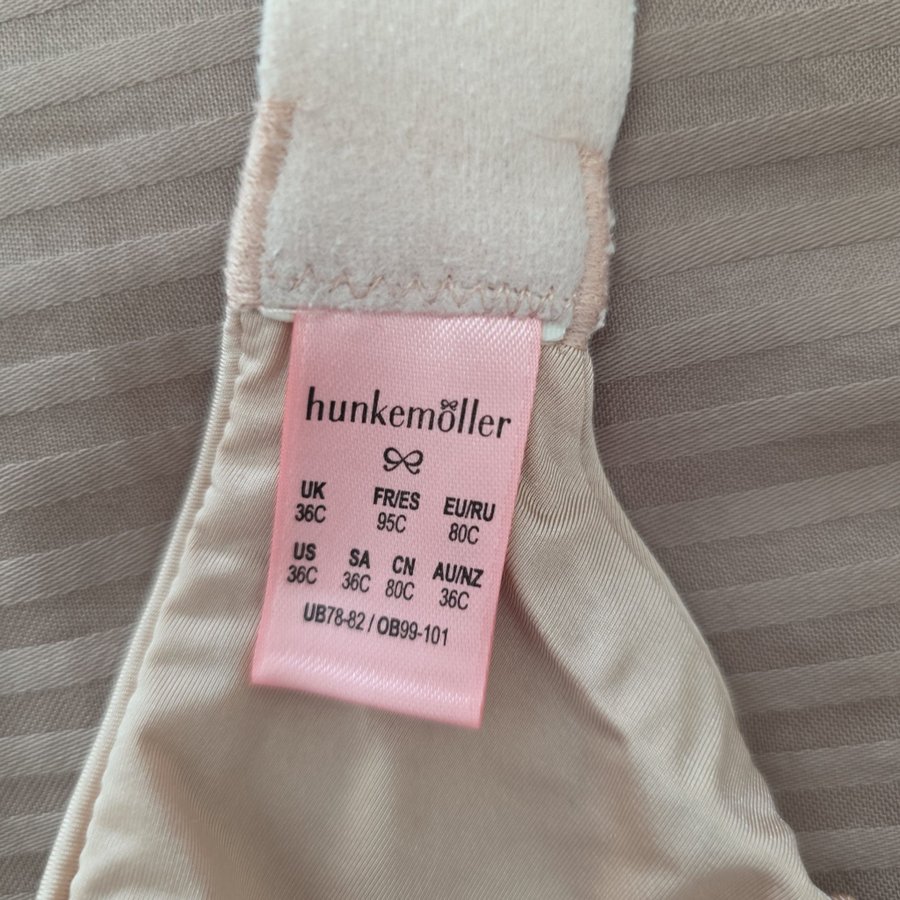 hunkemöller
UK FR/ES EU/RU
36C 95C 80C
US SA CN AU/NZ
36C 36C 80C 36C
UB78-82 / OB99-101